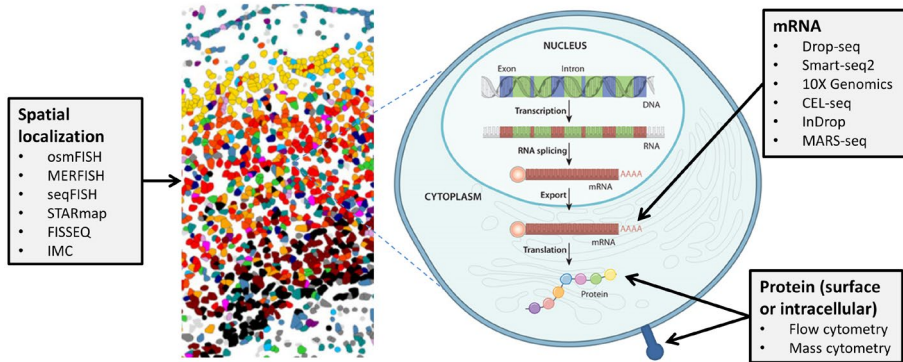 Spatial
localization
• osmFISH
• MERFISH
• seqFISH
• STARmap
• FISSEQ
• IMC
NUCLEUS
Exon
Intron
DNA
Transcription
RNA
RNA splicing
AAAA
mRNA
CYTOPLASM
Export
AAAA
mRNA
Translation
Protein
mRNA
• Drop-seq
• Smart-seq2
• 10X Genomics
• CEL-seq
• InDrop
• MARS-seq
Protein (surface
or intracellular)
• Flow cytometry
• Mass cytometry